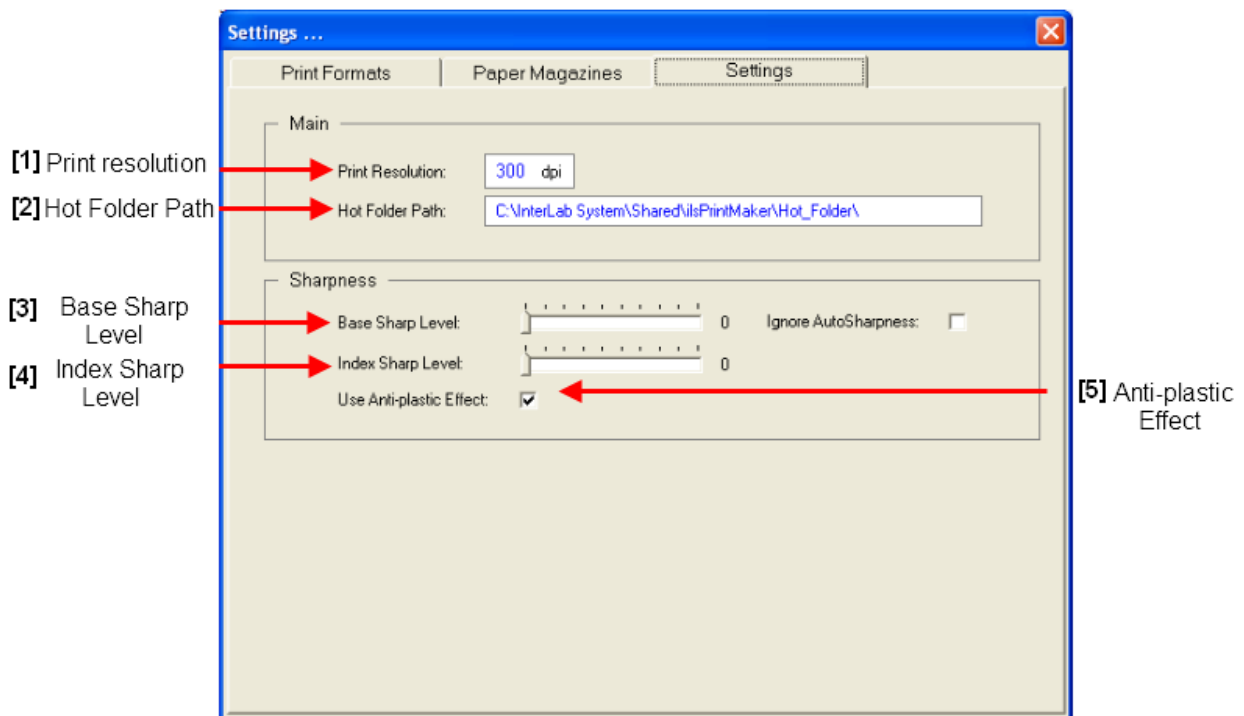 Settings ...
Print Formats Paper Magazines Settings
Main
[1] Print resolution
Print Resolution: 300 dpi
[2] Hot Folder Path
Hot Folder Path: C:\InterLab System\Shared\ilsPrintMaker\Hot_Folder\
Sharpness
[3] Base Sharp
Level
Base Sharp Level: 0 Ignore AutoSharpness:
[4] Index Sharp
Level
Index Sharp Level: 0
Use Anti-plastic Effect:
[5] Anti-plastic
Effect